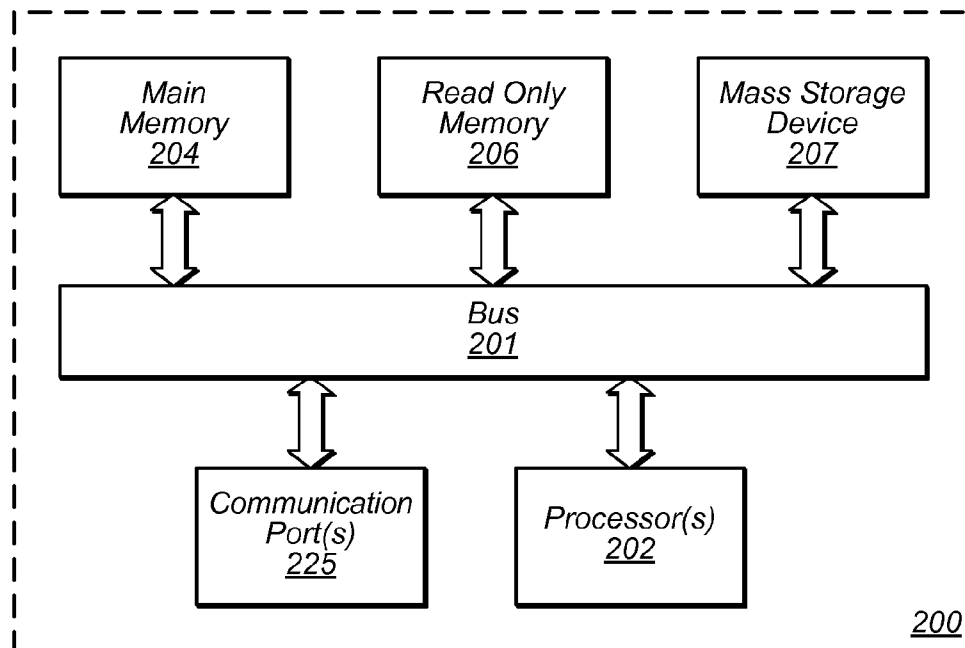 Main
Memory
204
Read Only
Memory
206
Mass Storage
Device
207
Bus
201
Communication
Port(s)
225
Processor(s)
202
200